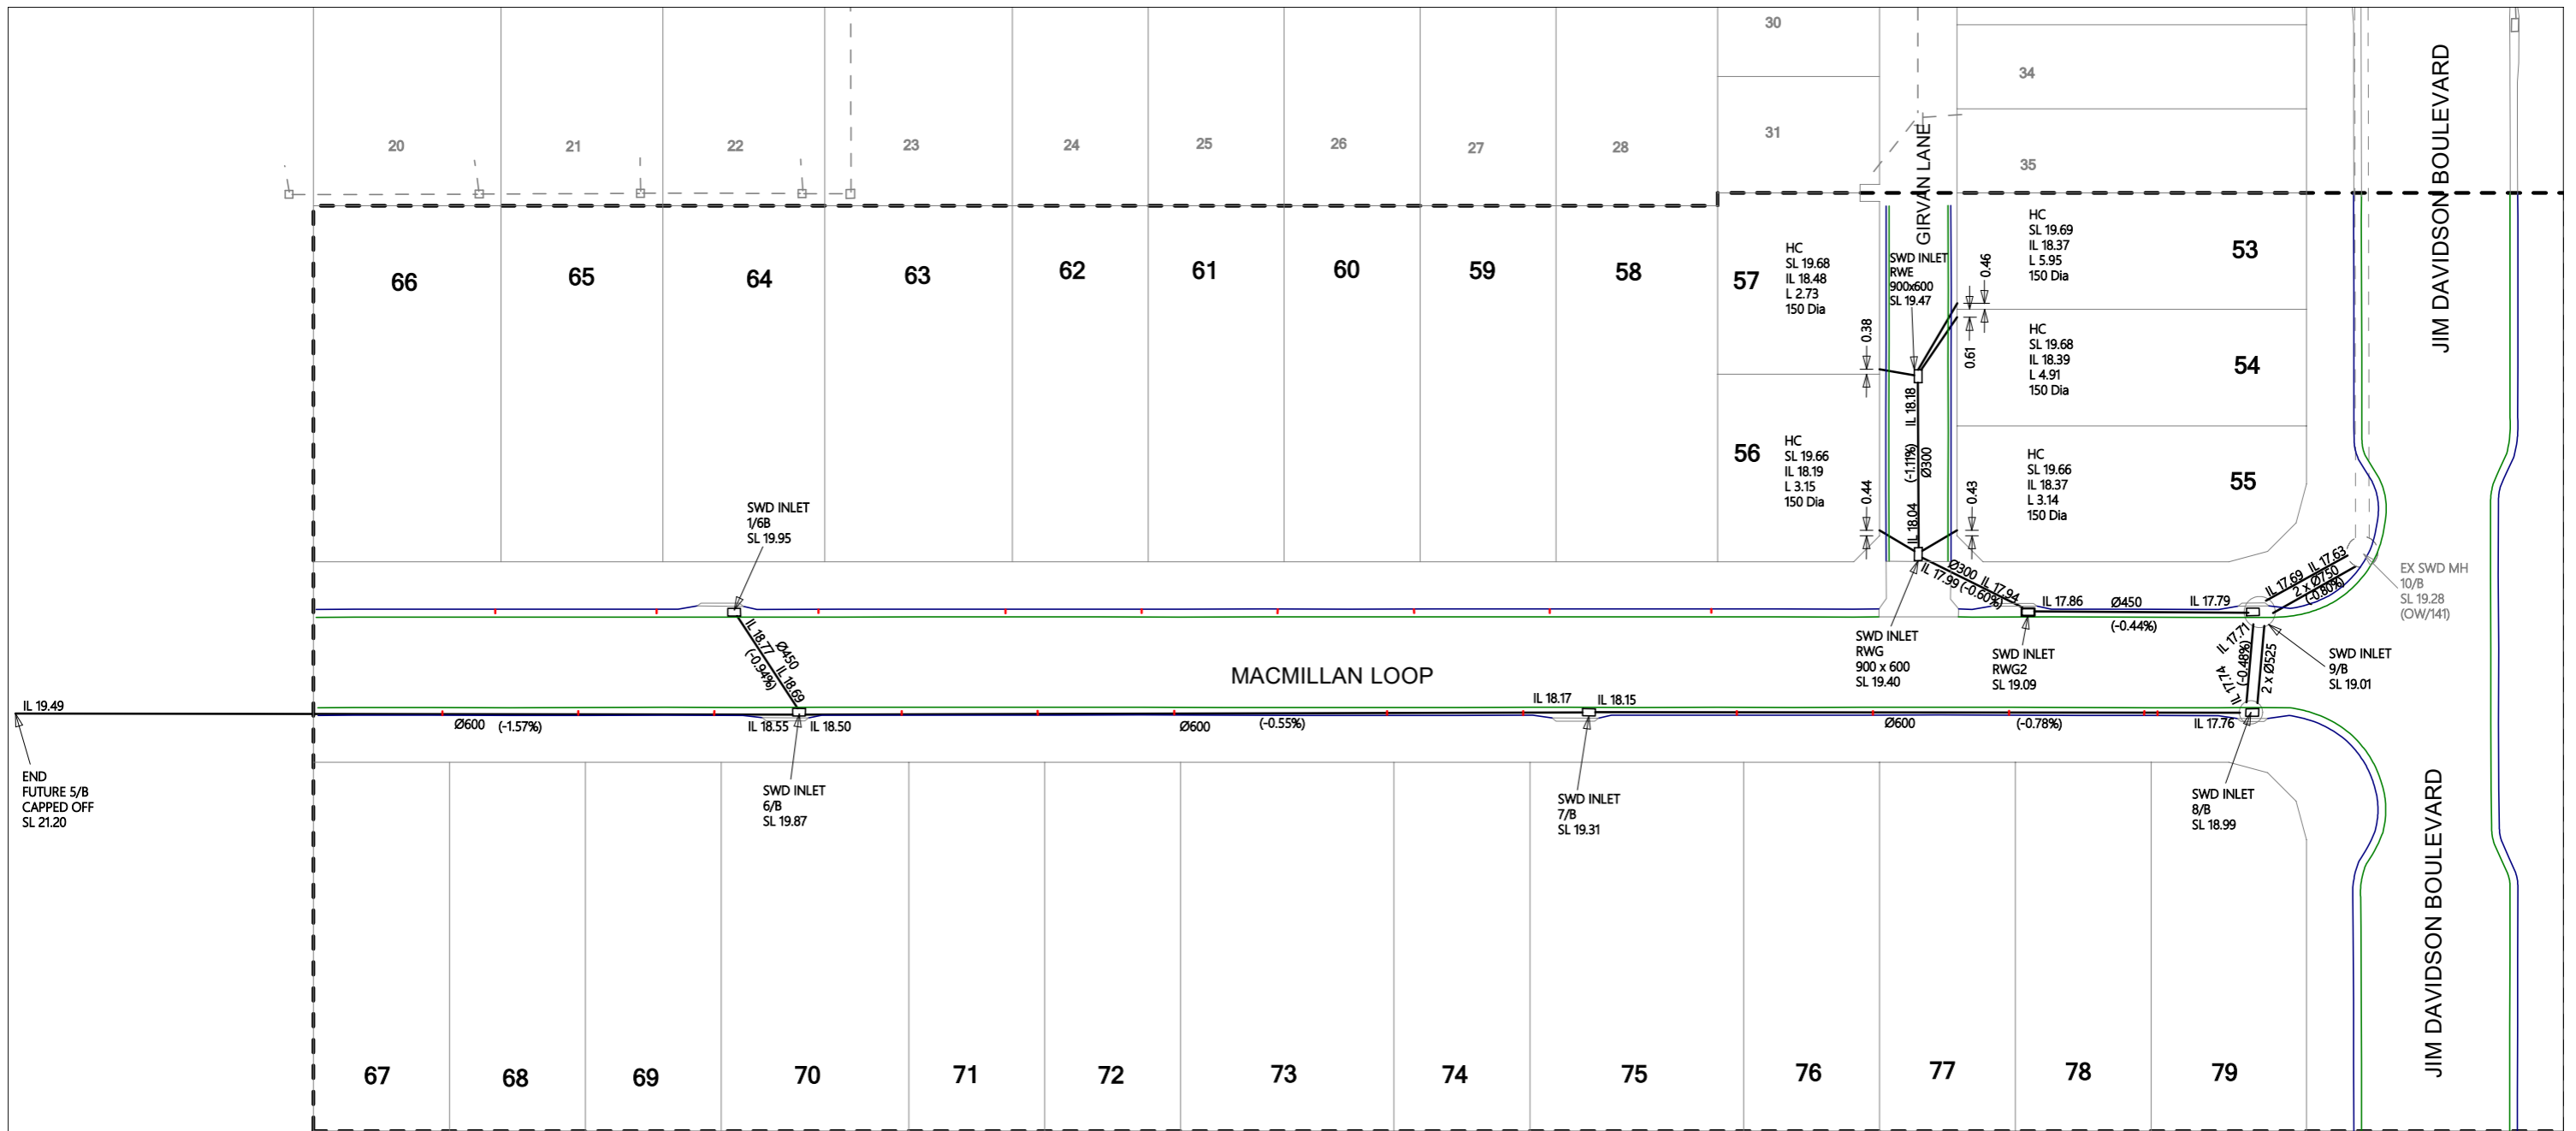 30
34
31
35
20
21
22
23
24
25
26
27
28
GIRVAN LANE
JIM DAVIDSON BOULEVARD
66
65
64
63
62
61
60
59
58
57
HC
SL 19.68
IL 18.48
L 2.73
150 Dia
SWD INLET
RWE
900x600
SL 19.47
HC
SL 19.69
IL 18.37
L 5.95
150 Dia
53
0.46
0.38
0.61
HC
SL 19.68
IL 18.39
L 4.91
150 Dia
54
56
HC
SL 19.66
IL 18.19
L 3.15
150 Dia
IL 18.18
(-1.11%)
Ø300
IL 18.04
HC
SL 19.66
IL 18.37
L 3.14
150 Dia
55
0.44
0.43
SWD INLET
1/6B
SL 19.95
IL 18.77
Ø450
(-0.94%)
IL 18.69
Ø300
IL 17.94
IL 17.99 (-0.60%)
IL 17.86
Ø450
(-0.44%)
IL 17.79
IL 17.69
IL 17.63
2 x Ø750
(-0.80%)
EX SWD MH
10/B
SL 19.28
(OW/141)
SWD INLET
RWG
900 x 600
SL 19.40
SWD INLET
RWG2
SL 19.09
IL 17.71
(-0.48%)
IL 17.74
2 x Ø525
SWD INLET
9/B
SL 19.01
MACMILLAN LOOP
IL 19.49
Ø600
(-1.57%)
IL 18.55
IL 18.50
Ø600
(-0.55%)
IL 18.17
IL 18.15
Ø600
(-0.78%)
IL 17.76
END
FUTURE 5/B
CAPPED OFF
SL 21.20
SWD INLET
6/B
SL 19.87
SWD INLET
7/B
SL 19.31
SWD INLET
8/B
SL 18.99
JIM DAVIDSON BOULEVARD
67
68
69
70
71
72
73
74
75
76
77
78
79